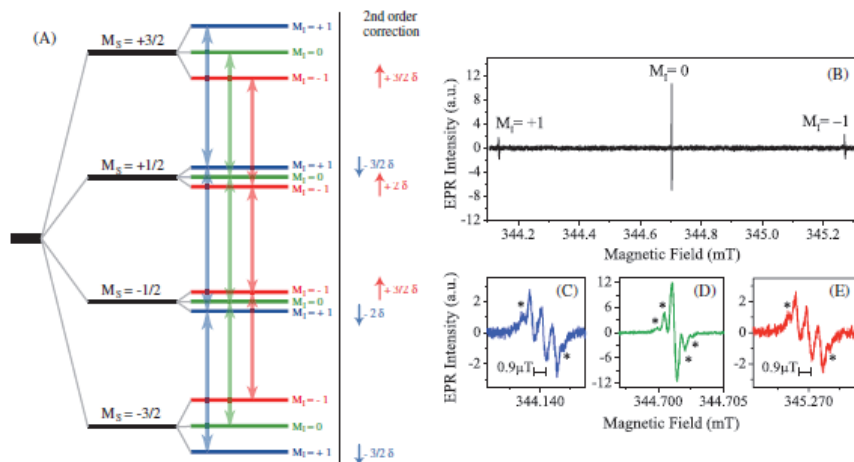 (A)
2nd order
correction
M_S = +3/2
M_I = + 1
M_I = 0
M_I = - 1
+ 3/2 δ
M_S = +1/2
M_I = + 1
M_I = 0
M_I = - 1
- 3/2 δ
+ 2 δ
M_S = -1/2
M_I = - 1
M_I = 0
M_I = + 1
+ 3/2 δ
- 2 δ
M_S = -3/2
M_I = - 1
M_I = 0
M_I = + 1
- 3/2 δ
(B)
M_I = 0
M_I = +1
M_I = −1
EPR Intensity (a.u.)
12
8
4
0
-4
-8
-12
344.2 344.4 344.6 344.8 345.0 345.2
Magnetic Field (mT)
(C)
EPR Intensity (a.u.)
2
0
-2
* *
0.9μT
344.140
(D)
12
6
0
-6
-12
* * * *
344.700 344.705
(E)
2
0
-2
* *
0.9μT
345.270
Magnetic Field (mT)